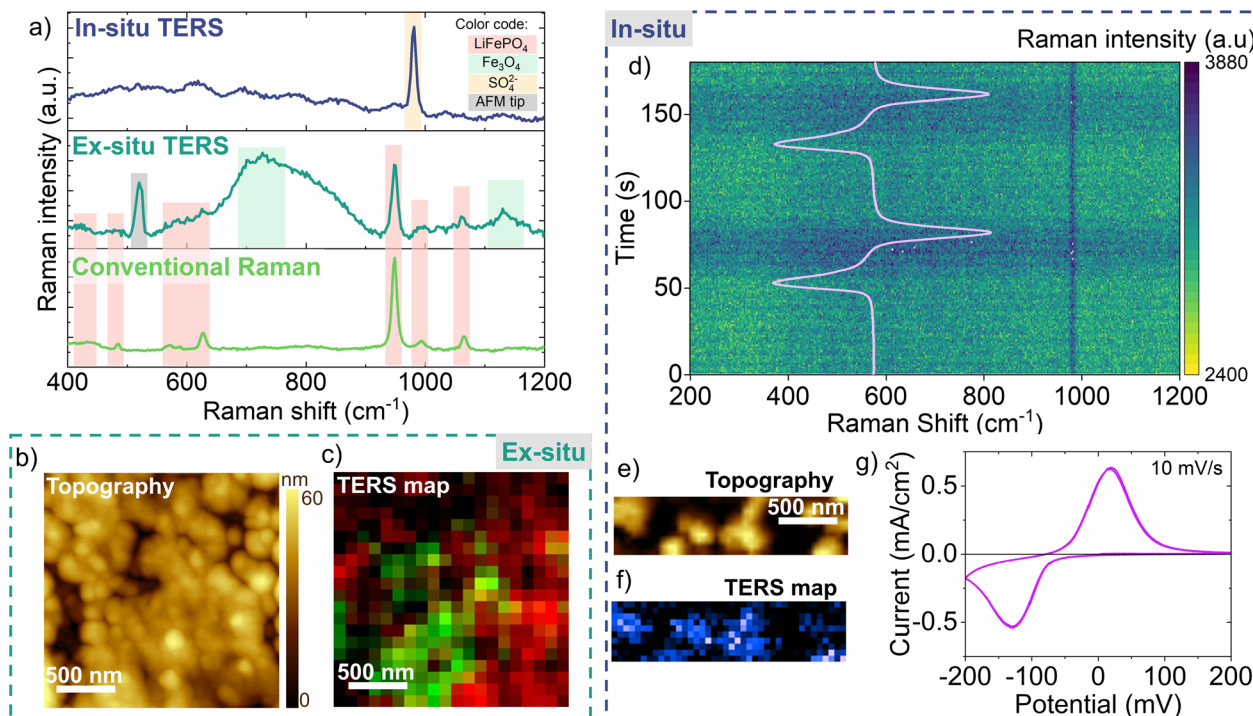 a)
In-situ TERS
Color code:
LiFePO₄
Fe₃O₄
SO₄²⁻
AFM tip
Ex-situ TERS
Conventional Raman
Raman intensity (a.u.)
400 600 800 1000 1200
Raman shift (cm⁻¹)
Ex-situ
b)
Topography
500 nm
nm
60
0
c)
TERS map
500 nm
In-situ
d)
Raman intensity (a.u)
3880
2400
150
100
50
0
Time (s)
200 400 600 800 1000 1200
Raman Shift (cm⁻¹)
e)
Topography
500 nm
f)
TERS map
g)
10 mV/s
0.5
0.0
-0.5
Current (mA/cm²)
-200 -100 0 100 200
Potential (mV)